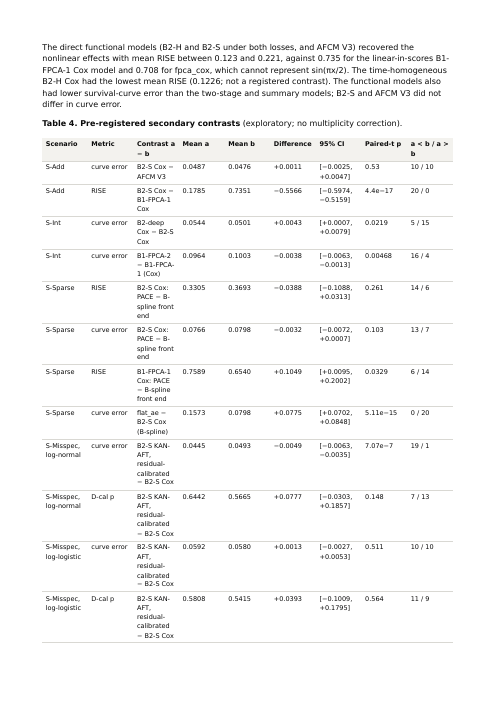 The direct functional models (B2-H and B2-S under both losses, and AFCM V3) recovered the
nonlinear effects with mean RISE between 0.123 and 0.221, against 0.735 for the linear-in-scores B1-
FPCA-1 Cox model and 0.708 for fpca_cox, which cannot represent sin(πx/2). The time-homogeneous
B2-H Cox had the lowest mean RISE (0.1226; not a registered contrast). The functional models also
had lower survival-curve error than the two-stage and summary models; B2-S and AFCM V3 did not
differ in curve error.
Table 4. Pre-registered secondary contrasts (exploratory; no multiplicity correction).
Scenario Metric Contrast a Mean a Mean b Difference 95% CI Paired-t p a < b / a >
− b b
S-Add curve error B2-S Cox − 0.0487 0.0476 +0.0011 [−0.0025, 0.53 10 / 10
AFCM V3 +0.0047]
S-Add RISE B2-S Cox − 0.1785 0.7351 −0.5566 [−0.5974, 4.4e−17 20 / 0
B1-FPCA-1 −0.5159]
Cox
S-Int curve error B2-deep 0.0544 0.0501 +0.0043 [+0.0007, 0.0219 5 / 15
Cox − B2-S +0.0079]
Cox
S-Int curve error B1-FPCA-2 0.0964 0.1003 −0.0038 [−0.0063, 0.00468 16 / 4
− B1-FPCA- −0.0013]
1 (Cox)
S-Sparse RISE B2-S Cox: 0.3305 0.3693 −0.0388 [−0.1088, 0.261 14 / 6
PACE − B- +0.0313]
spline front
end
S-Sparse curve error B2-S Cox: 0.0766 0.0798 −0.0032 [−0.0072, 0.103 13 / 7
PACE − B- +0.0007]
spline front
end
S-Sparse RISE B1-FPCA-1 0.7589 0.6540 +0.1049 [+0.0095, 0.0329 6 / 14
Cox: PACE +0.2002]
− B-spline
front end
S-Sparse curve error flat_ae − 0.1573 0.0798 +0.0775 [+0.0702, 5.11e−15 0 / 20
B2-S Cox +0.0848]
(B-spline)
S-Misspec, curve error B2-S KAN- 0.0445 0.0493 −0.0049 [−0.0063, 7.07e−7 19 / 1
log-normal AFT, −0.0035]
residual-
calibrated
− B2-S Cox
S-Misspec, D-cal p B2-S KAN- 0.6442 0.5665 +0.0777 [−0.0303, 0.148 7 / 13
log-normal AFT, +0.1857]
residual-
calibrated
− B2-S Cox
S-Misspec, curve error B2-S KAN- 0.0592 0.0580 +0.0013 [−0.0027, 0.511 10 / 10
log-logistic AFT, +0.0053]
residual-
calibrated
− B2-S Cox
S-Misspec, D-cal p B2-S KAN- 0.5808 0.5415 +0.0393 [−0.1009, 0.564 11 / 9
log-logistic AFT, +0.1795]
residual-
calibrated
− B2-S Cox